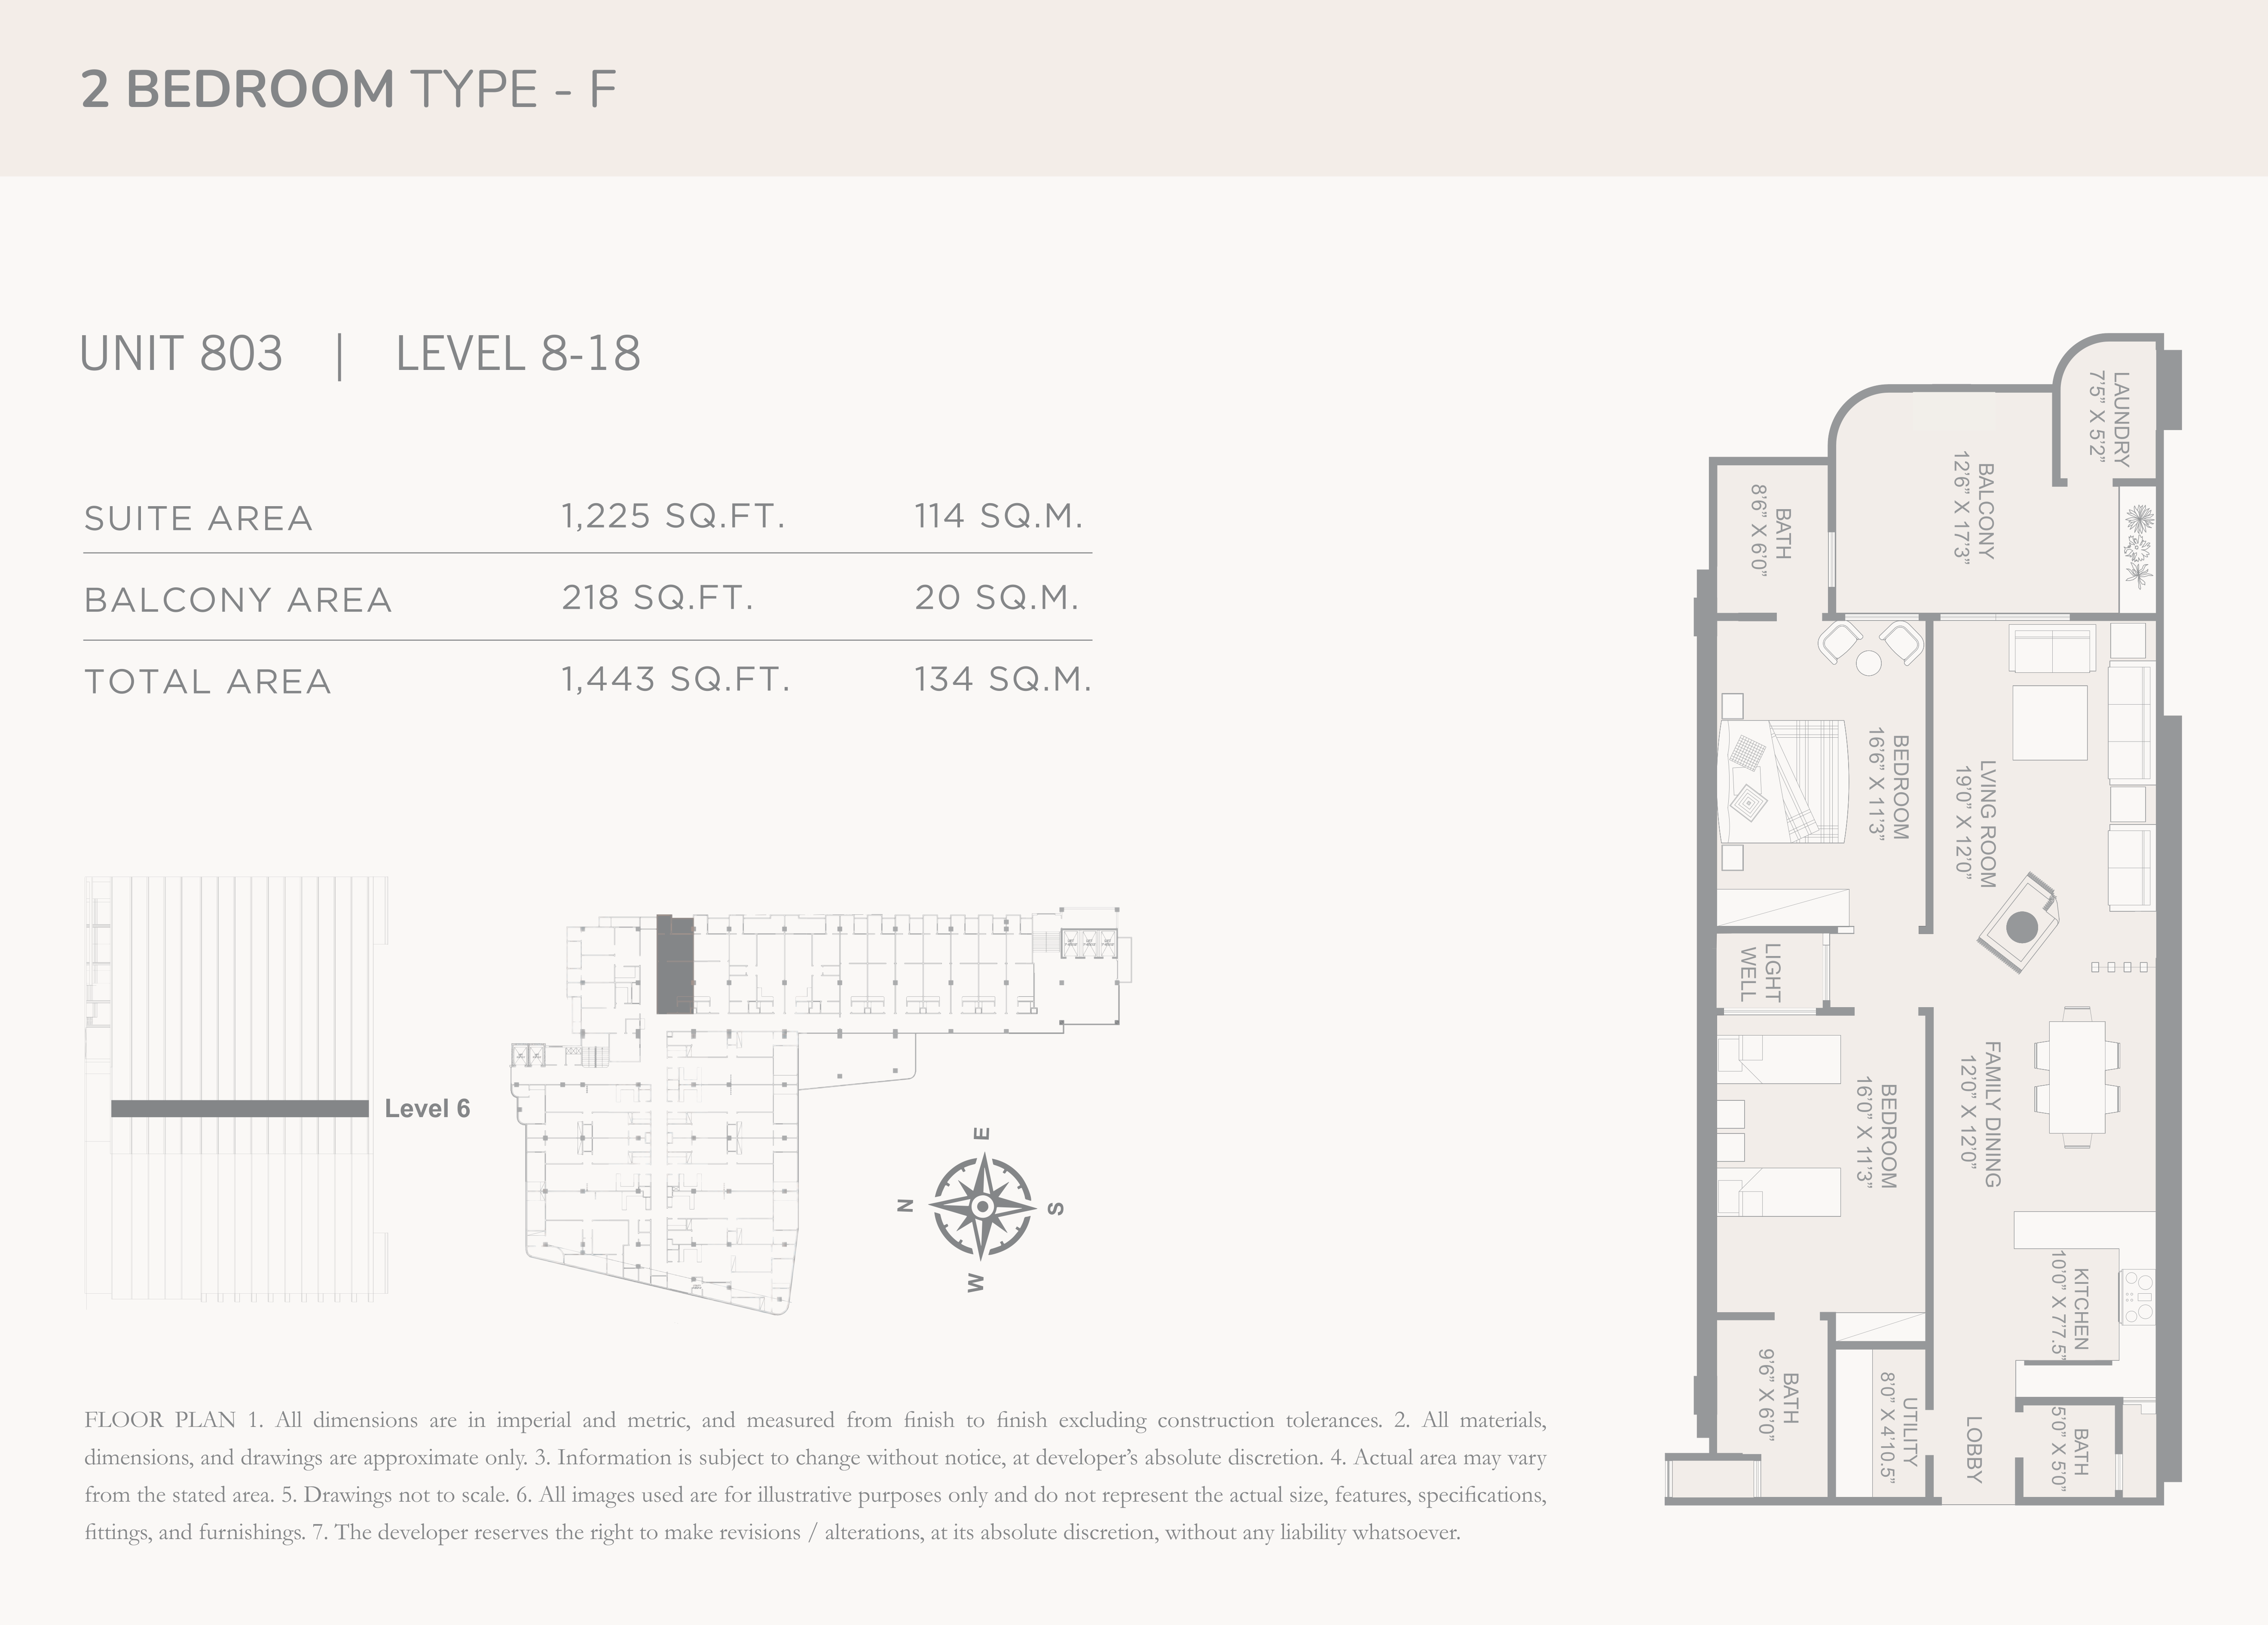 2 BEDROOM TYPE - F
UNIT 803 | LEVEL 8-18
SUITE AREA 1,225 SQ.FT. 114 SQ.M.
BALCONY AREA 218 SQ.FT. 20 SQ.M.
TOTAL AREA 1,443 SQ.FT. 134 SQ.M.
Level 6
E
N
S
W
LAUNDRY
7'5" X 5'2"
BALCONY
12'6" X 17'3"
BATH
8'6" X 6'0"
BEDROOM
16'6" X 11'3"
LVING ROOM
19'0" X 12'0"
LIGHT
WELL
FAMILY DINING
12'0" X 12'0"
BEDROOM
16'0" X 11'3"
KITCHEN
10'0" X 7'7.5"
BATH
9'6" X 6'0"
UTILITY
8'0" X 4'10.5"
LOBBY
BATH
5'0" X 5'0"
FLOOR PLAN 1. All dimensions are in imperial and metric, and measured from finish to finish excluding construction tolerances. 2. All materials,
dimensions, and drawings are approximate only. 3. Information is subject to change without notice, at developer's absolute discretion. 4. Actual area may vary
from the stated area. 5. Drawings not to scale. 6. All images used are for illustrative purposes only and do not represent the actual size, features, specifications,
fittings, and furnishings. 7. The developer reserves the right to make revisions / alterations, at its absolute discretion, without any liability whatsoever.